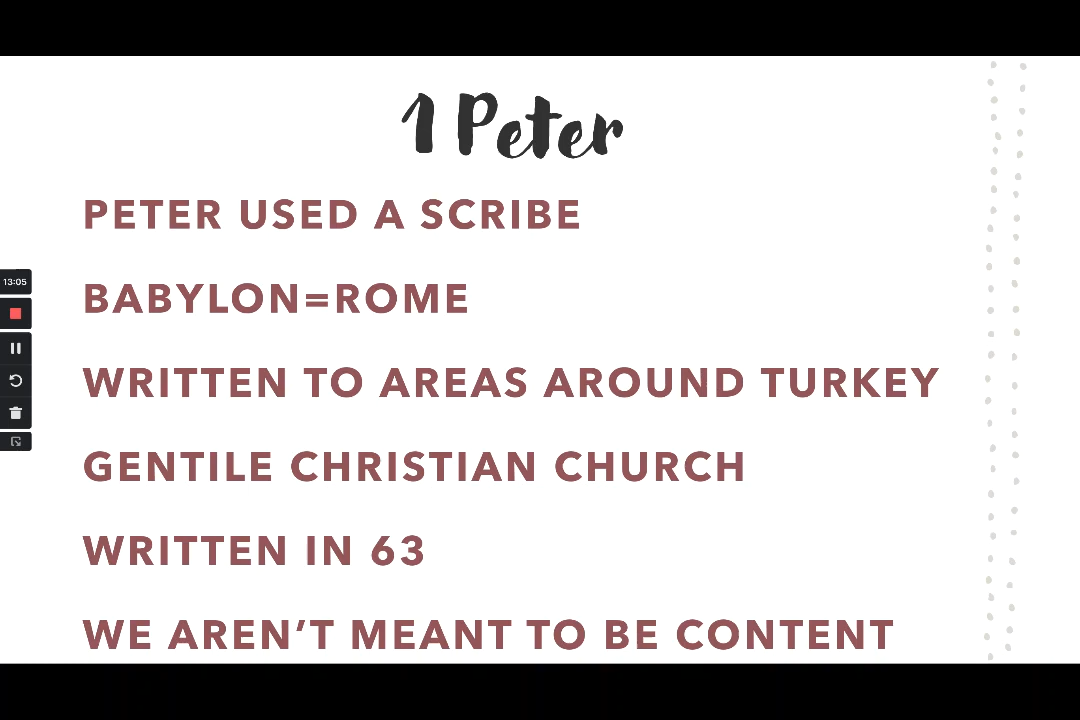 1 Peter
PETER USED A SCRIBE
13:05
BABYLON=ROME
WRITTEN TO AREAS AROUND TURKEY
GENTILE CHRISTIAN CHURCH
WRITTEN IN 63
WE AREN’T MEANT TO BE CONTENT